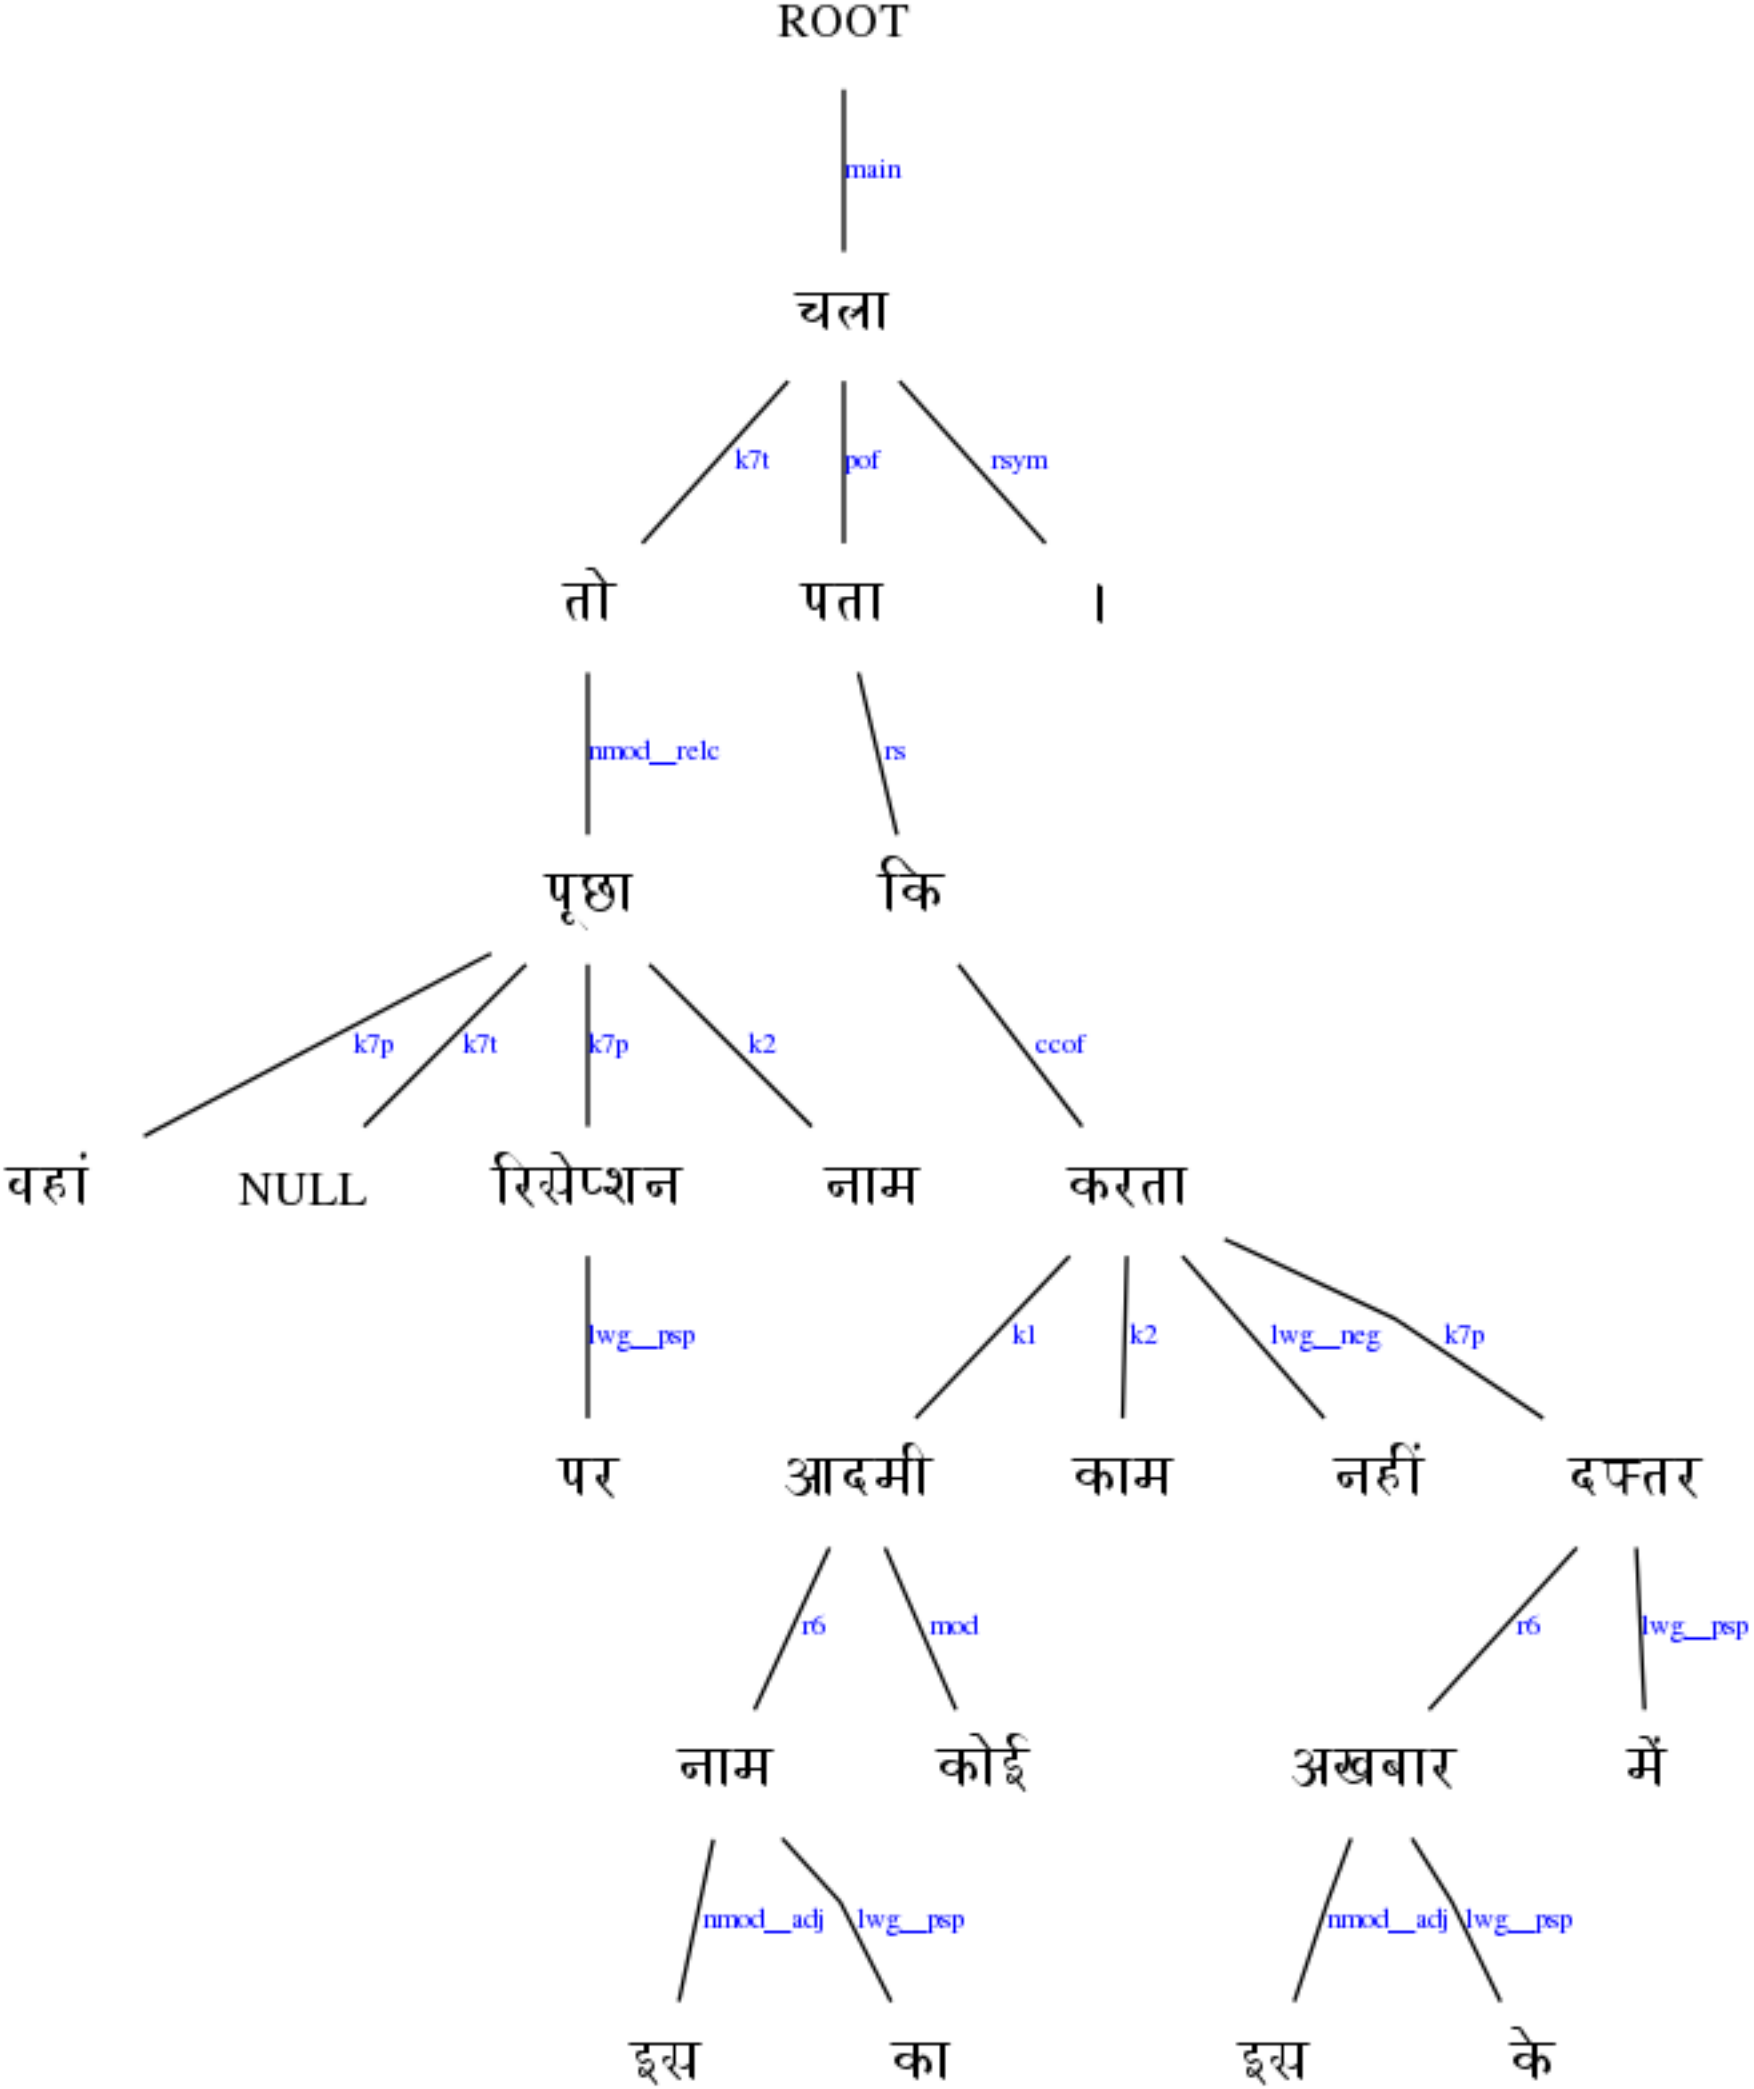 ROOT
main
चला
k7t pof rsym
तो पता ।
nmod__relc rs
पूछा कि
k7p k7t k7p k2 ccof
वहां NULL रिसेप्शन नाम करता
lwg__psp k1 k2 lwg__neg k7p
पर आदमी काम नहीं दफ्तर
r6 mod r6 lwg__psp
नाम कोई अखबार में
nmod__adj lwg__psp nmod__adj lwg__psp
इस का इस के